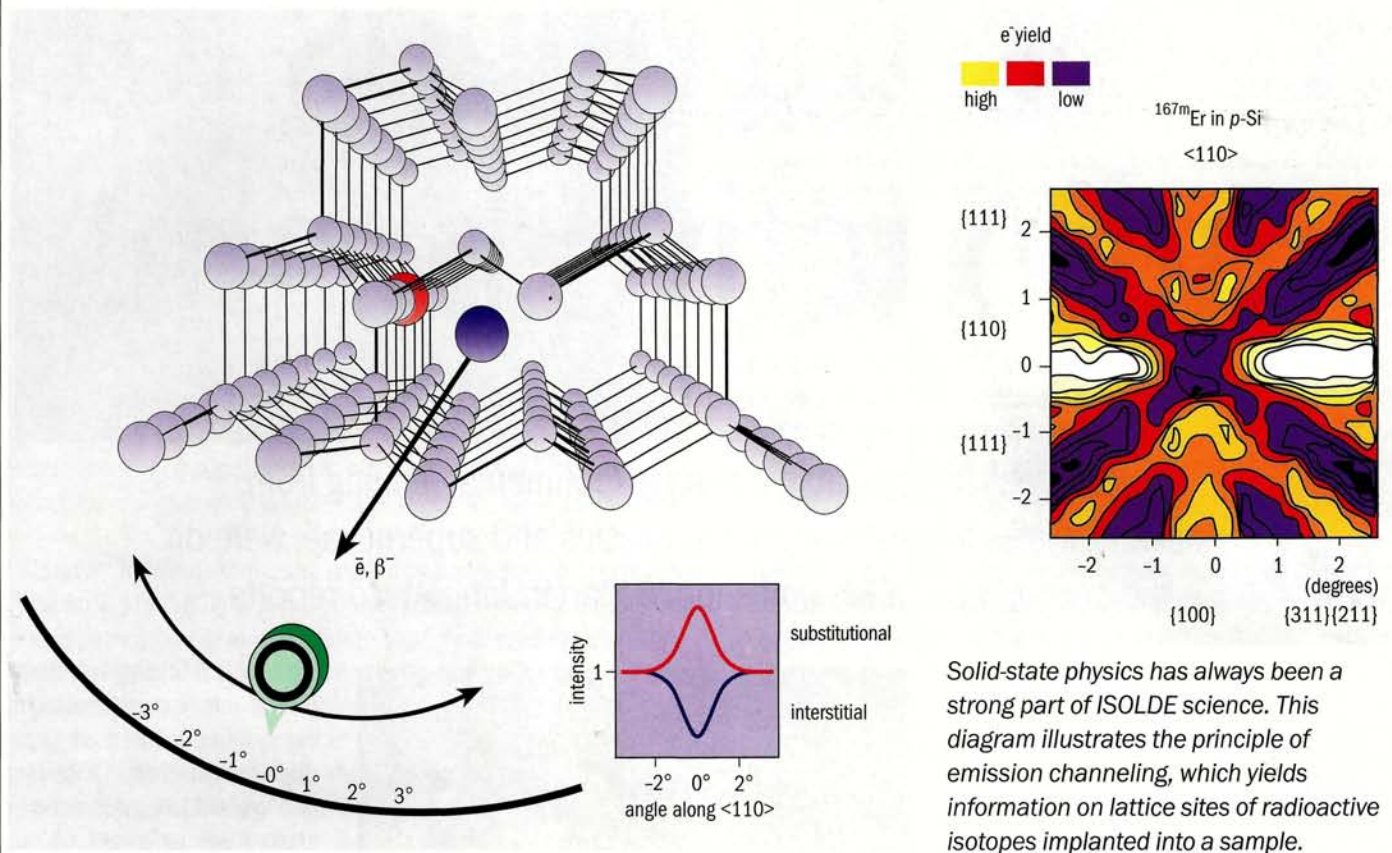 e⁻yield
high
low
¹⁶⁷ᵐEr in p-Si
<110>
{111}
{110}
{111}
2
1
0
-1
-2
-2
-1
0
1
2
(degrees)
{100}
{311}{211}
ē, β⁻
-3°
-2°
-1°
-0°
1°
2°
3°
intensity
1
substitutional
interstitial
-2° 0° 2°
angle along <110>
Solid-state physics has always been a
strong part of ISOLDE science. This
diagram illustrates the principle of
emission channeling, which yields
information on lattice sites of radioactive
isotopes implanted into a sample.